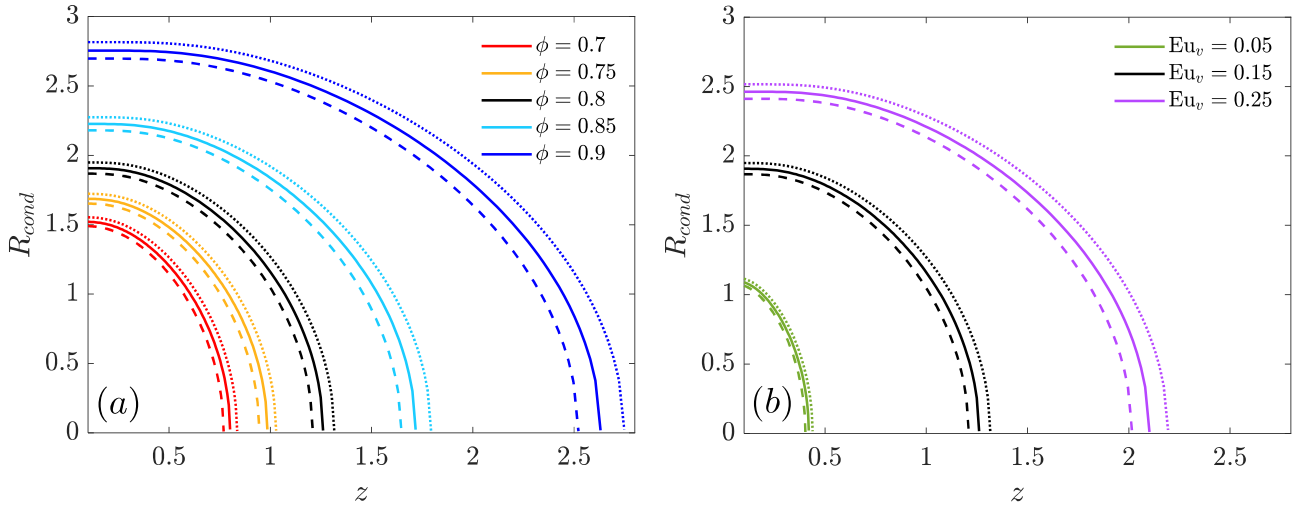 3
2.5
2
1.5
1
0.5
0
R_cond
ϕ = 0.7
ϕ = 0.75
ϕ = 0.8
ϕ = 0.85
ϕ = 0.9
(a)
0.5 1 1.5 2 2.5
z
3
2.5
2
1.5
1
0.5
0
R_cond
Eu_v = 0.05
Eu_v = 0.15
Eu_v = 0.25
(b)
0.5 1 1.5 2 2.5
z